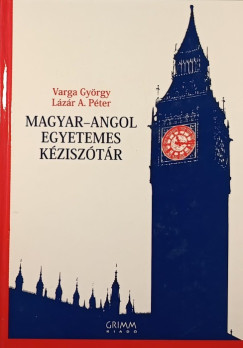 Varga György
Lázár A. Péter
MAGYAR–ANGOL
EGYETEMES
KÉZISZÓTÁR
GRIMM
KIADÓ